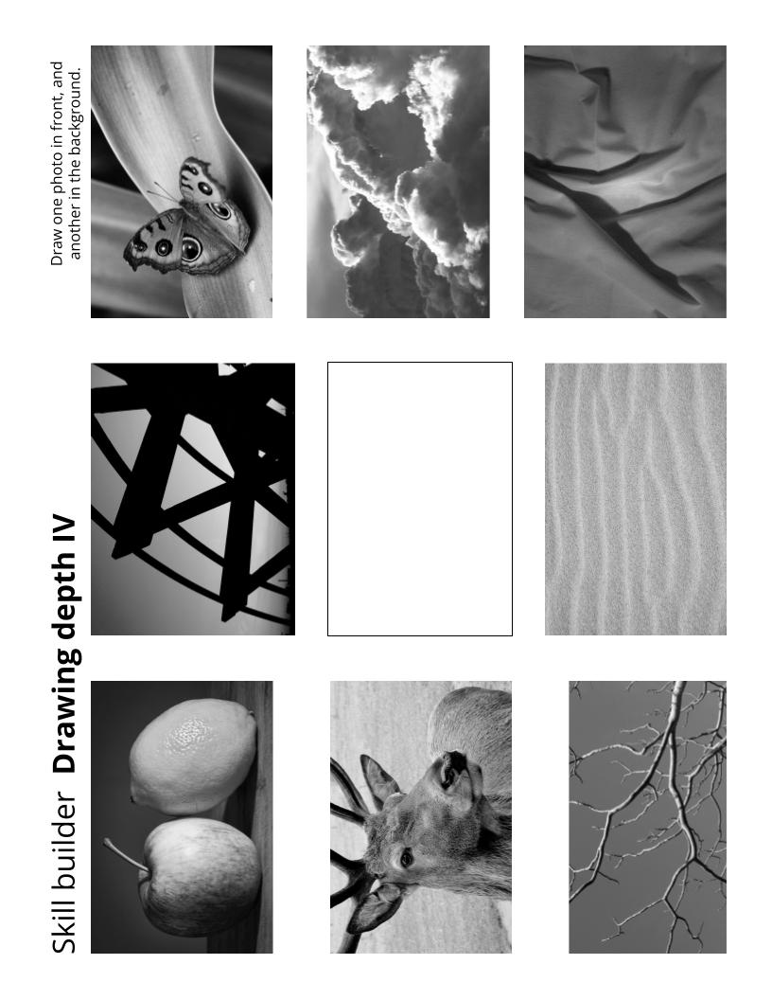 Skill builder Drawing depth IV
Draw one photo in front, and
another in the background.